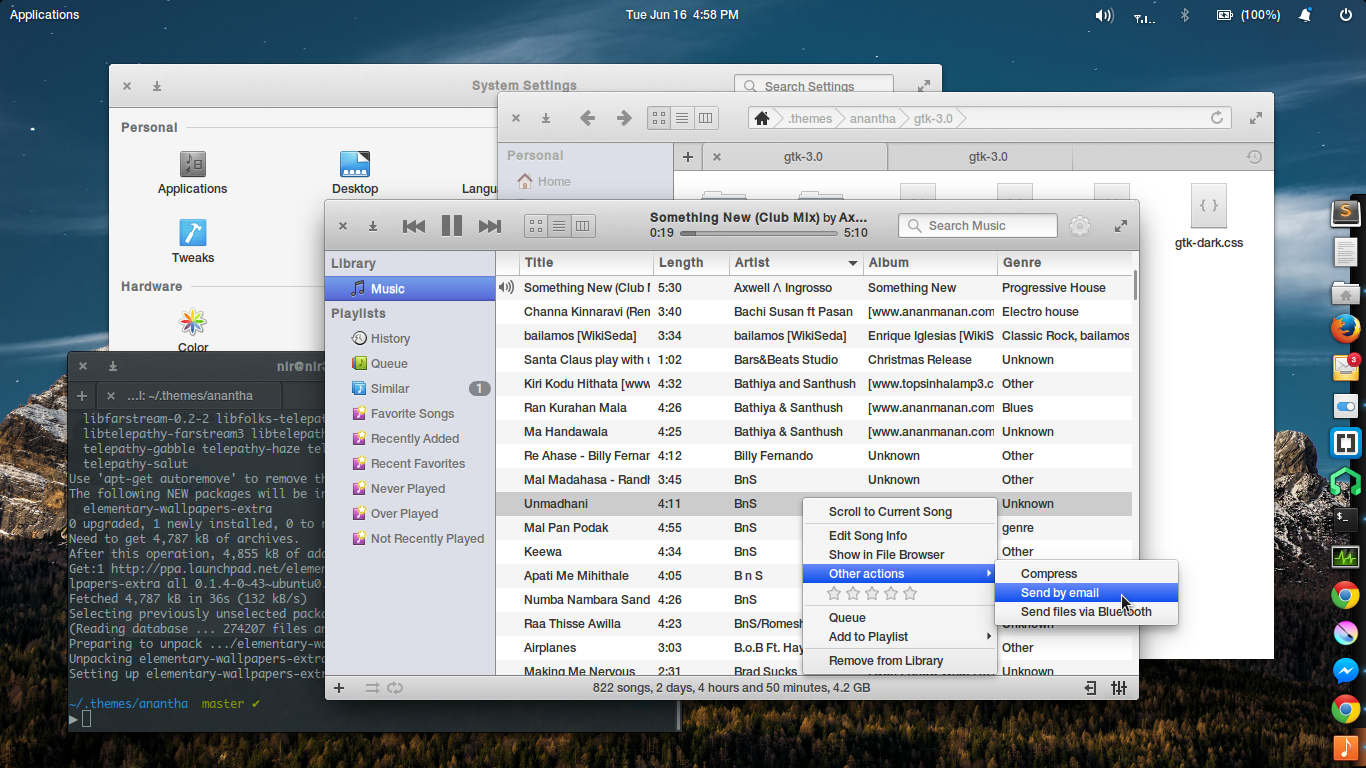 Applications
Tue Jun 16 4:58 PM
(100%)
System Settings
Search Settings
Personal
Applications
Desktop
Langu
Tweaks
Hardware
Color
.themes
anantha
gtk-3.0
Personal
Home
gtk-3.0
gtk-3.0
{ }
gtk-dark.css
Something New (Club Mix) by Ax...
0:19
5:10
Search Music
Library
Music
Playlists
History
Queue
Similar 1
Favorite Songs
Recently Added
Recent Favorites
Never Played
Over Played
Not Recently Played
Title Length Artist Album Genre
Something New (Club M 5:30 Axwell Λ Ingrosso Something New Progressive House
Channa Kinnaravi (Ren 3:40 Bachi Susan ft Pasan [www.ananmanan.com Electro house
bailamos [WikiSeda] 3:34 bailamos [WikiSeda] Enrique Iglesias [WikiS Classic Rock, bailamos
Santa Claus play with u 1:02 Bars&Beats Studio Christmas Release Unknown
Kiri Kodu Hithata [www 4:32 Bathiya and Santhush [www.topsinhalamp3.c Other
Ran Kurahan Mala 4:26 Bathiya & Santhush [www.ananmanan.com Blues
Ma Handawala 4:25 Bathiya & Santhush [www.ananmanan.com Unknown
Re Ahase - Billy Fernar 4:12 Billy Fernando Unknown Other
Mal Madahasa - Randh 3:45 BnS Unknown Other
Unmadhani 4:11 BnS Unknown
Mal Pan Podak 4:55 BnS genre
Keewa 4:34 BnS Other
Apati Me Mihithale 4:05 B n S
Numba Nambara Sand 4:26 BnS
Raa Thisse Awilla 4:23 BnS/Romesh Unknown
Airplanes 3:03 B.o.B Ft. Hay Other
Making Me Nervous 2:31 Brad Sucks Unknown
822 songs, 2 days, 4 hours and 50 minutes, 4.2 GB
Scroll to Current Song
Edit Song Info
Show in File Browser
Other actions
Queue
Add to Playlist
Remove from Library
Compress
Send by email
Send files via Bluetooth
nlr@nlr
...l: ~/.themes/anantha
libfarstream-0.2-2 libfolks-telepat
libtelepathy-farstream3 libtelepath
telepathy-gabble telepathy-haze tel
telepathy-salut
Use 'apt-get autoremove' to remove th
The following NEW packages will be in
elementary-wallpapers-extra
0 upgraded, 1 newly installed, 0 to r
Need to get 4,787 kB of archives.
After this operation, 4,855 kB of add
Get:1 http://ppa.launchpad.net/elemen
lpapers-extra all 0.1.4-0~43~ubuntu0.
Fetched 4,787 kB in 36s (132 kB/s)
Selecting previously unselected packa
(Reading database ... 274207 files an
Preparing to unpack .../elementary-wa
Unpacking elementary-wallpapers-extra
Setting up elementary-wallpapers-extr
~/.themes/anantha master ✔
3